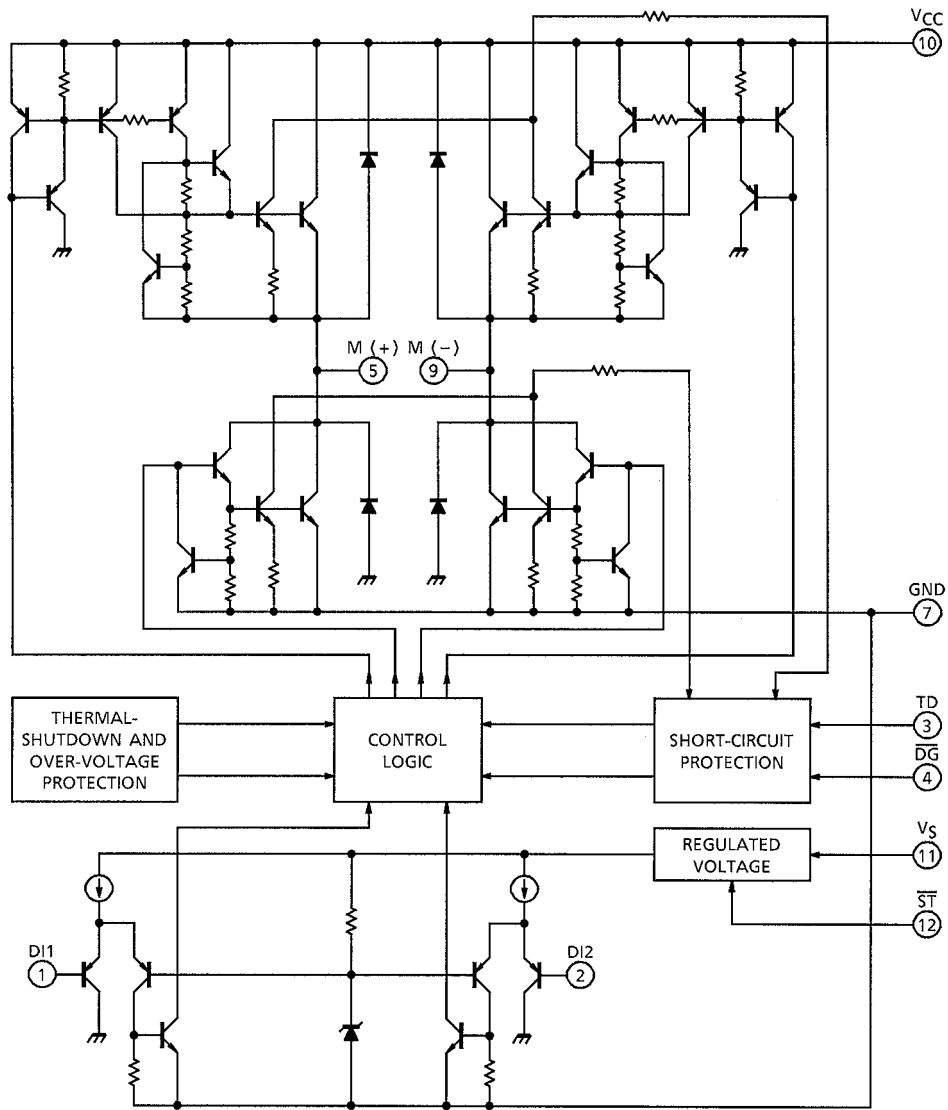 VCC
10
M (+) M (−)
5 9
GND
7
THERMAL-
SHUTDOWN AND
OVER-VOLTAGE
PROTECTION
CONTROL
LOGIC
SHORT-CIRCUIT
PROTECTION
TD
3
DG
4
REGULATED
VOLTAGE
VS
11
ST
12
DI1
1
DI2
2